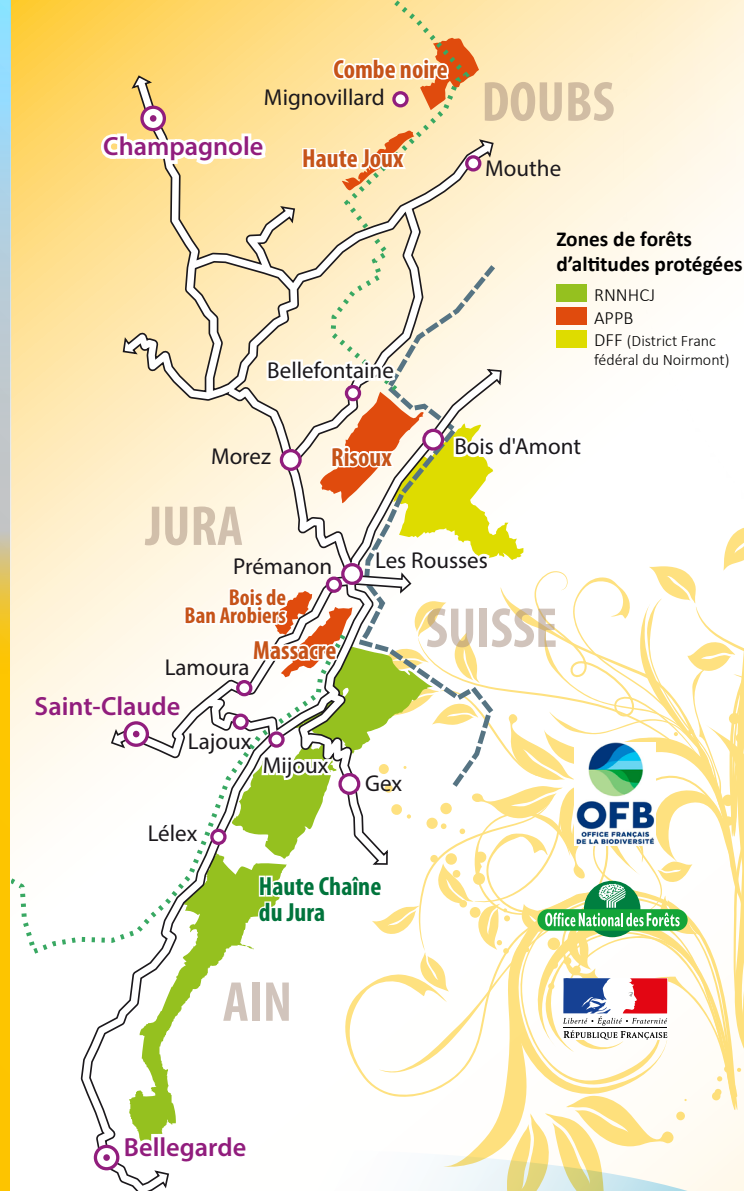 Combe noire
Mignovillard
DOUBS
Champagnole
Haute Joux
Mouthe
Zones de forêts
d'altitudes protégées
RNNHCJ
APPB
DFF (District Franc
fédéral du Noirmont)
Bellefontaine
Morez
Risoux
Bois d'Amont
JURA
Prémanon
Les Rousses
Bois de
Ban Arobiers
SUISSE
Massacre
Lamoura
Saint-Claude
Lajoux
Mijoux
Gex
Lélex
OFB
OFFICE FRANÇAIS
DE LA BIODIVERSITÉ
Haute Chaîne
du Jura
Office National des Forêts
AIN
Liberté • Égalité • Fraternité
RÉPUBLIQUE FRANÇAISE
Bellegarde